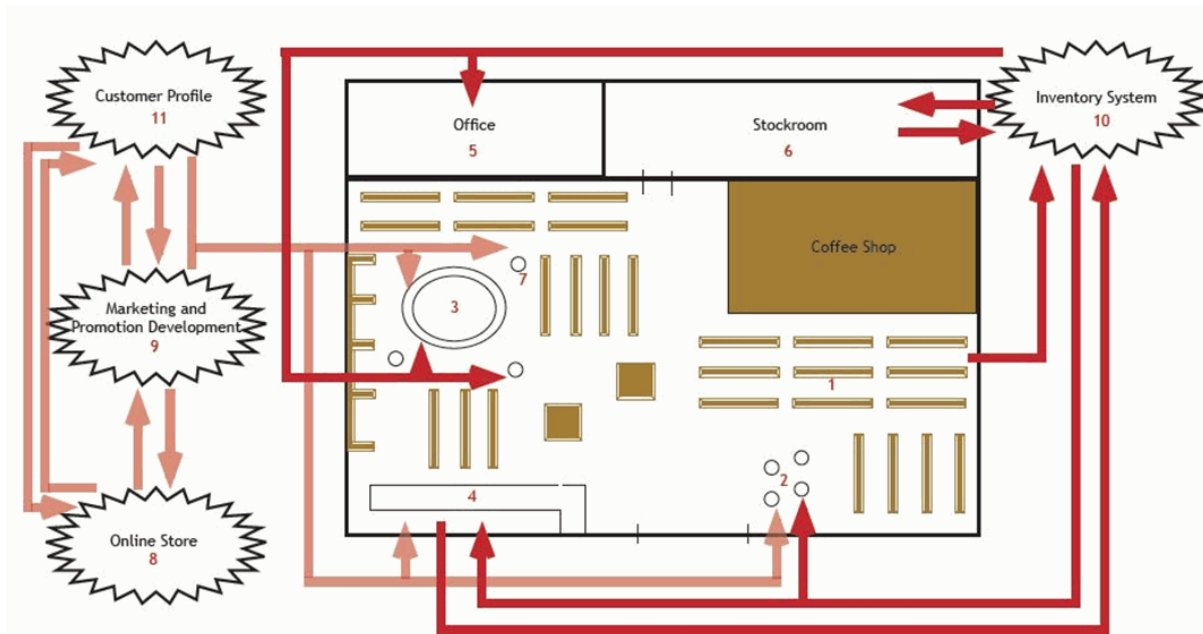 Customer Profile
11
Office
5
Stockroom
6
Inventory System
10
Coffee Shop
7
3
Marketing and
Promotion Development
9
1
2
4
Online Store
8